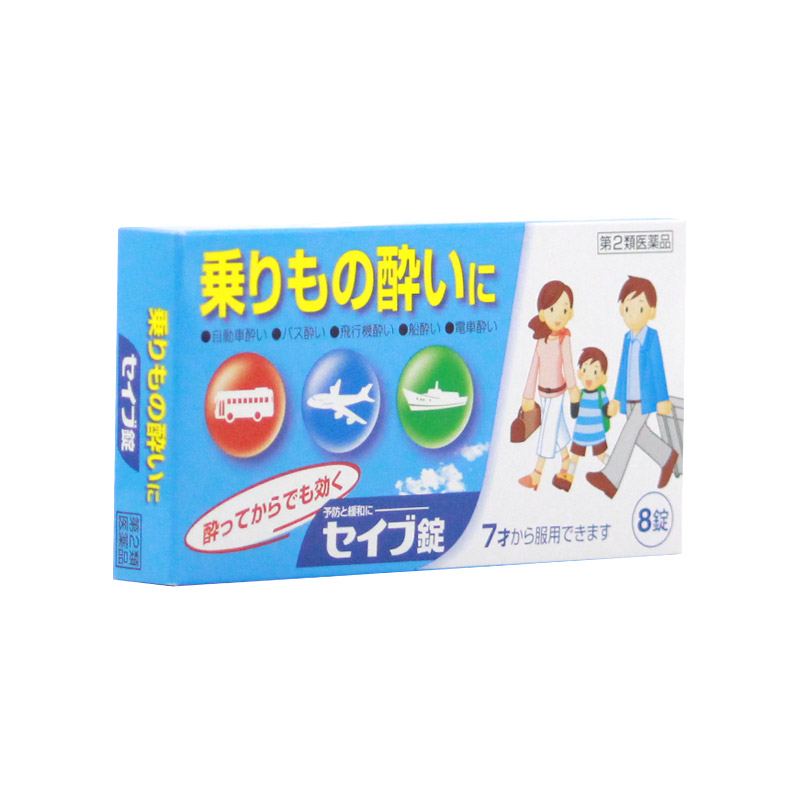 第2類医薬品
乗りもの酔いに
●自動車酔い ●バス酔い ●飛行機酔い ●船酔い ●電車酔い
酔ってからでも効く
予防と緩和に
セイブ錠
7才から服用できます
8錠
乗りもの酔いに
セイブ錠
第2類
医薬品